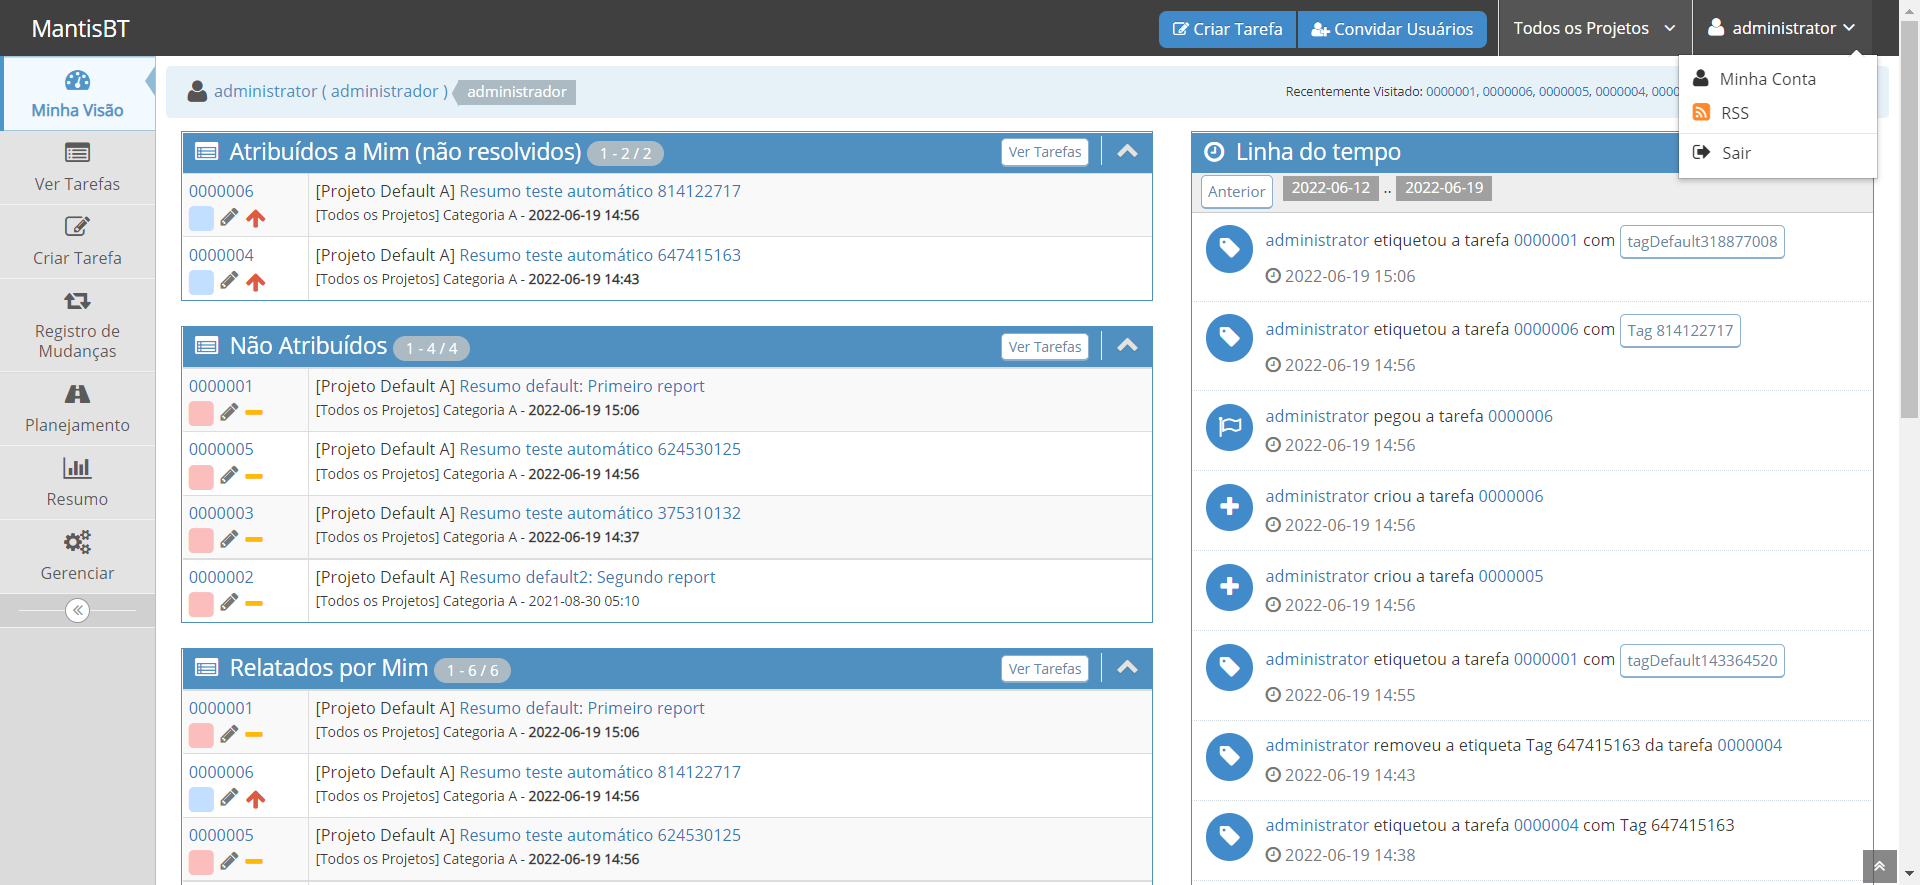 MantisBT
Criar Tarefa
Convidar Usuários
Todos os Projetos
administrator
Minha Conta
RSS
Sair
Minha Visão
Ver Tarefas
Criar Tarefa
Registro de
Mudanças
Planejamento
Resumo
Gerenciar
administrator ( administrador ) administrador
Recentemente Visitado: 0000001, 0000006, 0000005, 0000004,
Atribuídos a Mim (não resolvidos) 1 - 2 / 2
Ver Tarefas
0000006 [Projeto Default A] Resumo teste automático 814122717
[Todos os Projetos] Categoria A - 2022-06-19 14:56
0000004 [Projeto Default A] Resumo teste automático 647415163
[Todos os Projetos] Categoria A - 2022-06-19 14:43
Não Atribuídos 1 - 4 / 4
Ver Tarefas
0000001 [Projeto Default A] Resumo default: Primeiro report
[Todos os Projetos] Categoria A - 2022-06-19 15:06
0000005 [Projeto Default A] Resumo teste automático 624530125
[Todos os Projetos] Categoria A - 2022-06-19 14:56
0000003 [Projeto Default A] Resumo teste automático 375310132
[Todos os Projetos] Categoria A - 2022-06-19 14:37
0000002 [Projeto Default A] Resumo default2: Segundo report
[Todos os Projetos] Categoria A - 2021-08-30 05:10
Relatados por Mim 1 - 6 / 6
Ver Tarefas
0000001 [Projeto Default A] Resumo default: Primeiro report
[Todos os Projetos] Categoria A - 2022-06-19 15:06
0000006 [Projeto Default A] Resumo teste automático 814122717
[Todos os Projetos] Categoria A - 2022-06-19 14:56
0000005 [Projeto Default A] Resumo teste automático 624530125
[Todos os Projetos] Categoria A - 2022-06-19 14:56
Linha do tempo
Anterior 2022-06-12 .. 2022-06-19
administrator etiquetou a tarefa 0000001 com tagDefault318877008
2022-06-19 15:06
administrator etiquetou a tarefa 0000006 com Tag 814122717
2022-06-19 14:56
administrator pegou a tarefa 0000006
2022-06-19 14:56
administrator criou a tarefa 0000006
2022-06-19 14:56
administrator criou a tarefa 0000005
2022-06-19 14:56
administrator etiquetou a tarefa 0000001 com tagDefault143364520
2022-06-19 14:55
administrator removeu a etiqueta Tag 647415163 da tarefa 0000004
2022-06-19 14:43
administrator etiquetou a tarefa 0000004 com Tag 647415163
2022-06-19 14:38